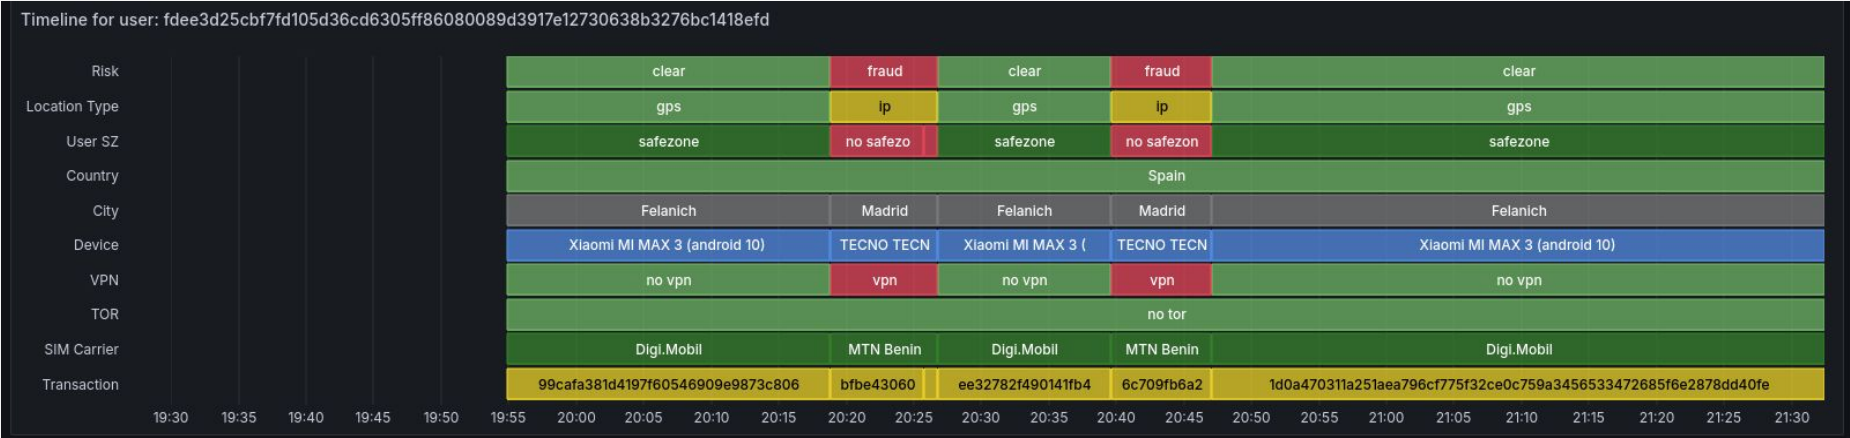 Timeline for user: fdee3d25cbf7fd105d36cd6305ff86080089d3917e12730638b3276bc1418efd
Risk clear fraud clear fraud clear
Location Type gps ip gps ip gps
User SZ safezone no safezo safezone no safezon safezone
Country Spain
City Felanich Madrid Felanich Madrid Felanich
Device Xiaomi MI MAX 3 (android 10) TECNO TECN Xiaomi MI MAX 3 ( TECNO TECN Xiaomi MI MAX 3 (android 10)
VPN no vpn vpn no vpn vpn no vpn
TOR no tor
SIM Carrier Digi.Mobil MTN Benin Digi.Mobil MTN Benin Digi.Mobil
Transaction 99cafa381d4197f60546909e9873c806 bfbe43060 ee32782f490141fb4 6c709fb6a2 1d0a470311a251aea796cf775f32ce0c759a3456533472685f6e2878dd40fe
19:30 19:35 19:40 19:45 19:50 19:55 20:00 20:05 20:10 20:15 20:20 20:25 20:30 20:35 20:40 20:45 20:50 20:55 21:00 21:05 21:10 21:15 21:20 21:25 21:30